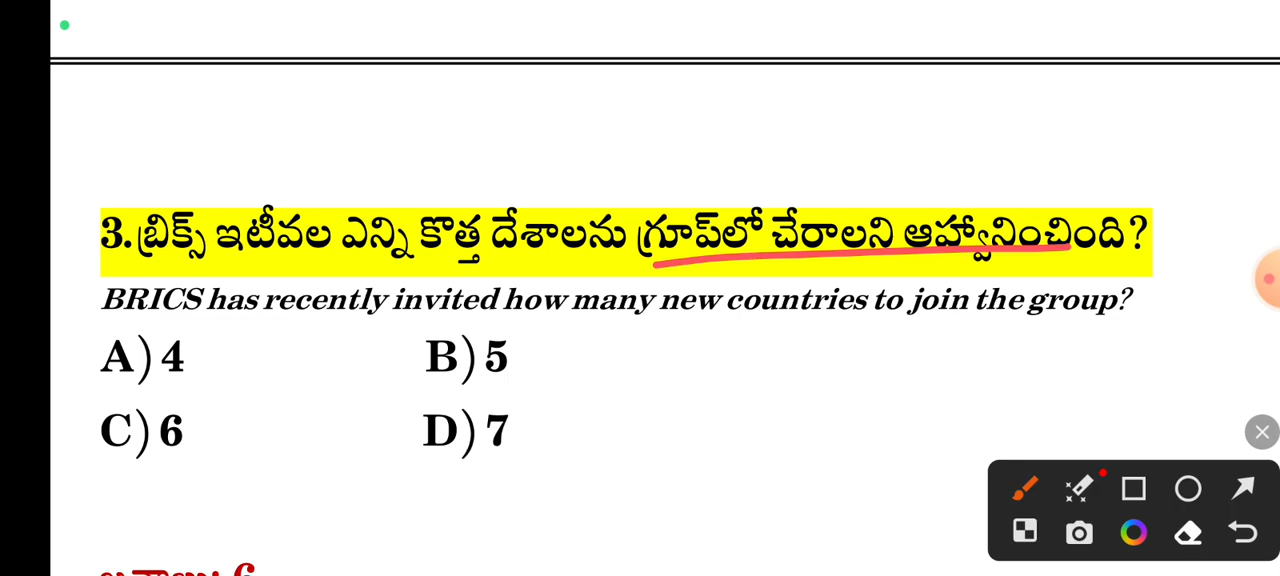 3. బ్రిక్స్ ఇటీవల ఎన్ని కొత్త దేశాలను గ్రూప్‌లో చేరాలని ఆహ్వానించింది?
BRICS has recently invited how many new countries to join the group?
A) 4 B) 5
C) 6 D) 7